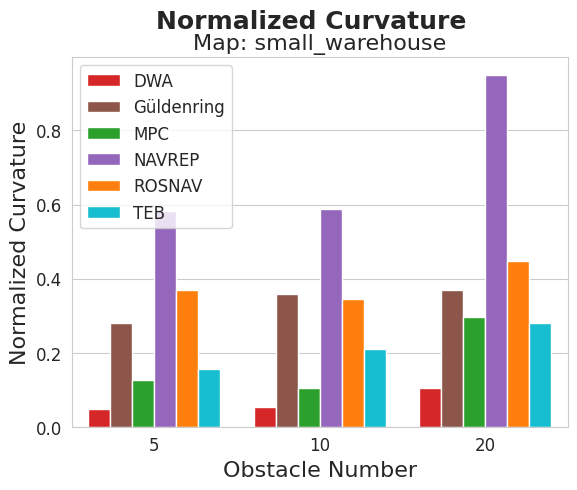 Normalized Curvature
Map: small_warehouse
DWA
Güldenring
MPC
NAVREP
ROSNAV
TEB
Normalized Curvature
0.8
0.6
0.4
0.2
0.0
5 10 20
Obstacle Number